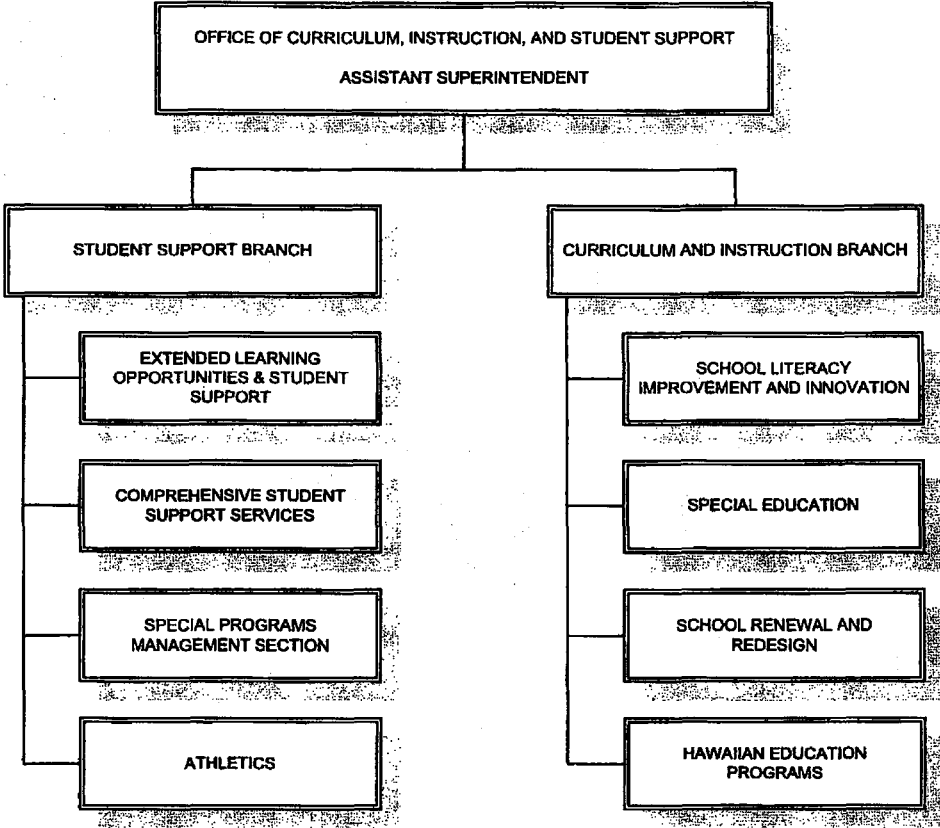 OFFICE OF CURRICULUM, INSTRUCTION, AND STUDENT SUPPORT
ASSISTANT SUPERINTENDENT
STUDENT SUPPORT BRANCH
EXTENDED LEARNING
OPPORTUNITIES & STUDENT
SUPPORT
COMPREHENSIVE STUDENT
SUPPORT SERVICES
SPECIAL PROGRAMS
MANAGEMENT SECTION
ATHLETICS
CURRICULUM AND INSTRUCTION BRANCH
SCHOOL LITERACY
IMPROVEMENT AND INNOVATION
SPECIAL EDUCATION
SCHOOL RENEWAL AND
REDESIGN
HAWAIIAN EDUCATION
PROGRAMS